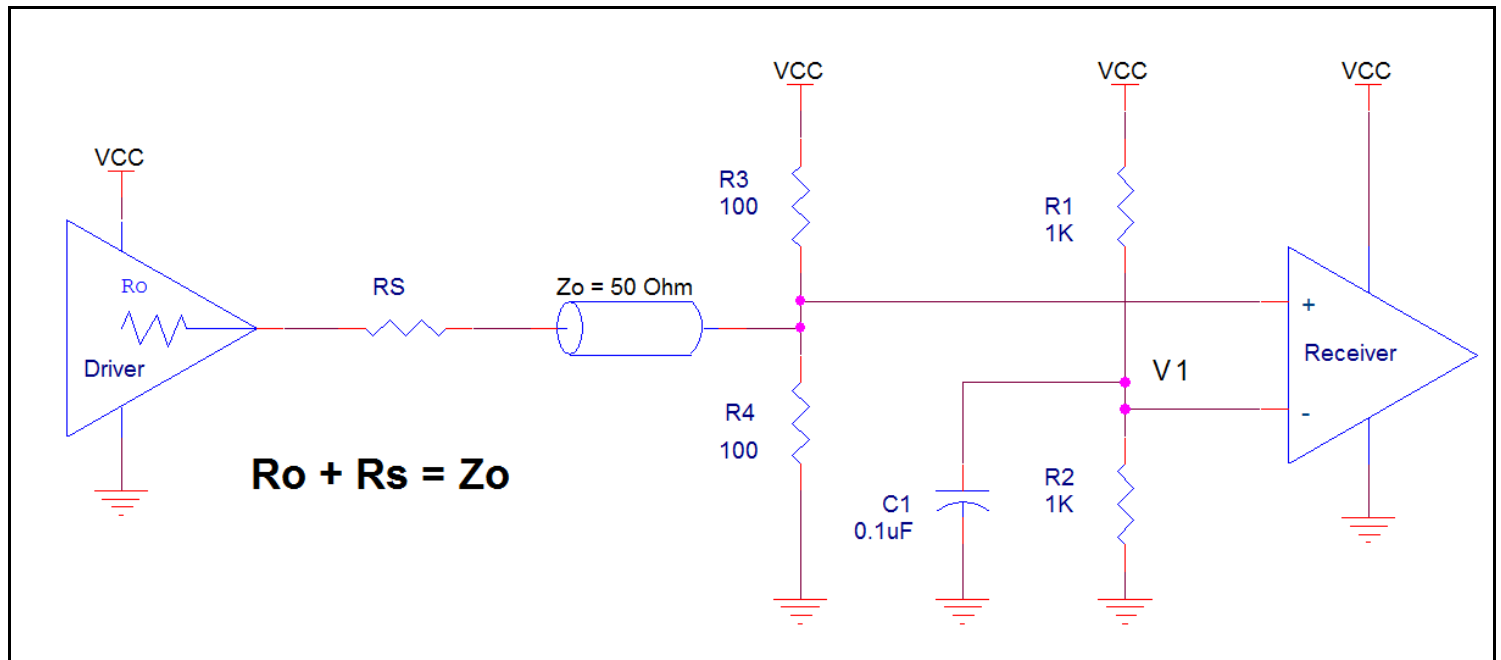 VCC
VCC
VCC
VCC
R3
100
R1
1K
Ro
RS
Zo = 50 Ohm
+
Driver
Receiver
V1
-
R4
100
Ro + Rs = Zo
R2
1K
C1
0.1uF